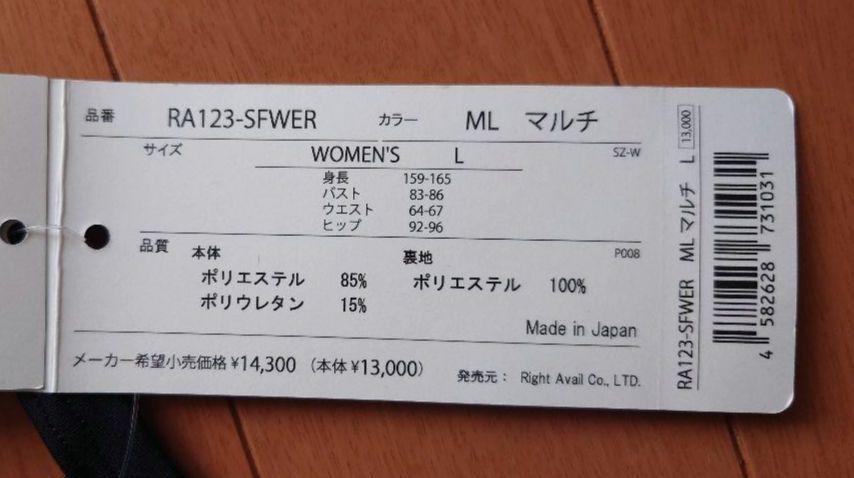 品番 RA123-SFWER カラー ML マルチ
サイズ WOMEN'S L SZ-W
身長 159-165
バスト 83-86
ウエスト 64-67
ヒップ 92-96
品質 本体 裏地 P008
ポリエステル 85% ポリエステル 100%
ポリウレタン 15%
Made in Japan
メーカー希望小売価格 ¥14,300 （本体 ¥13,000）
発売元： Right Avail Co., LTD.
RA123-SFWER ML マルチ L 13,000
4 582628 731031